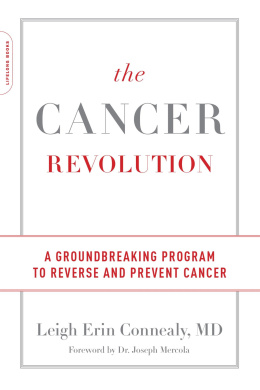 LIFELONG BOOKS
the
CANCER
REVOLUTION
A GROUNDBREAKING PROGRAM
TO REVERSE AND PREVENT CANCER
Leigh Erin Connealy, MD
Foreword by Dr. Joseph Mercola